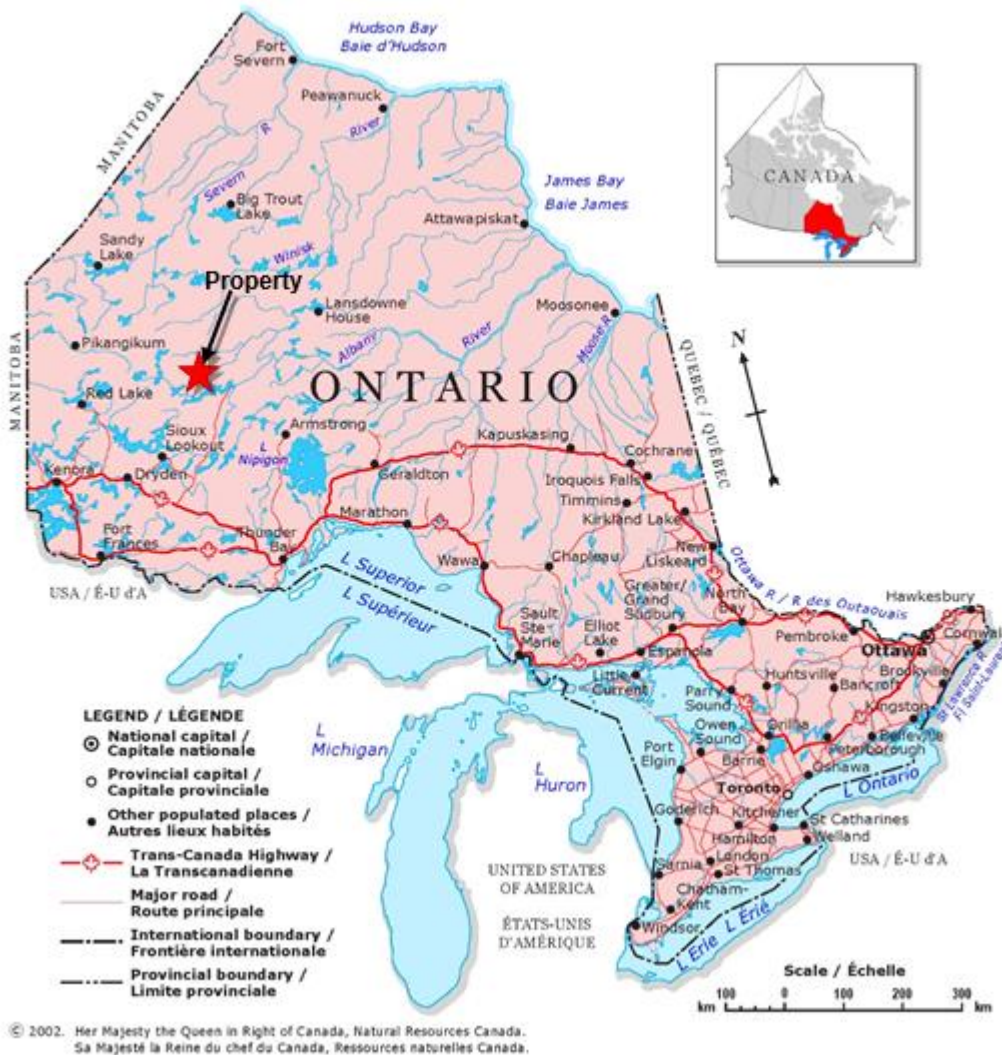 Hudson Bay
Baie d'Hudson
Fort
Severn
Peawanuck
River
MANITOBA
R
Severn
Big Trout
Lake
James Bay
Baie James
Attawapiskat
CANADA
Sandy
Lake
Winisk
Property
Lansdowne
House
Moosonee
River
Albany
Moose R
MANITOBA
Pikangikum
ONTARIO
QUEBEC / QUÉBEC
N
Red Lake
Sioux
Lookout
Armstrong
L
Nipigon
Kapuskasing
Cochrane
Kenora
Dryden
Geraldton
Iroquois Falls
Timmins
Marathon
Kirkland Lake
Fort
Frances
Thunder
Bay
Wawa
Chapleau
New
Liskeard
USA / É-U d'A
L Superior
L Supérieur
Ottawa R / R des Outaouais
Greater/
Grand
Sudbury
North
Bay
Hawkesbury
Cornwall
Sault
Ste
Marie
Elliot
Lake
Espanola
Pembroke
Ottawa
Little
Current
Huntsville
Bancroft
Brockville
St Lawrence R
Fl Saint-Laurent
Parry
Sound
Kingston
Owen
Sound
Orillia
Belleville
Barrie
Peterborough
Port
Elgin
Oshawa
L
Michigan
L
Huron
Toronto
L Ontario
Goderich
Kitchener
St Catharines
Hamilton
Welland
London
USA / É-U d'A
Sarnia
St Thomas
UNITED STATES
OF AMERICA
Chatham-
Kent
ÉTATS-UNIS
D'AMÉRIQUE
Windsor
L Erie L Érié
LEGEND / LÉGENDE
National capital /
Capitale nationale
Provincial capital /
Capitale provinciale
Other populated places /
Autres lieux habités
Trans-Canada Highway /
La Transcanadienne
Major road /
Route principale
International boundary /
Frontière internationale
Provincial boundary /
Limite provinciale
Scale / Échelle
100 0 100 200 300
km km
© 2002. Her Majesty the Queen in Right of Canada, Natural Resources Canada.
Sa Majesté la Reine du chef du Canada, Ressources naturelles Canada.